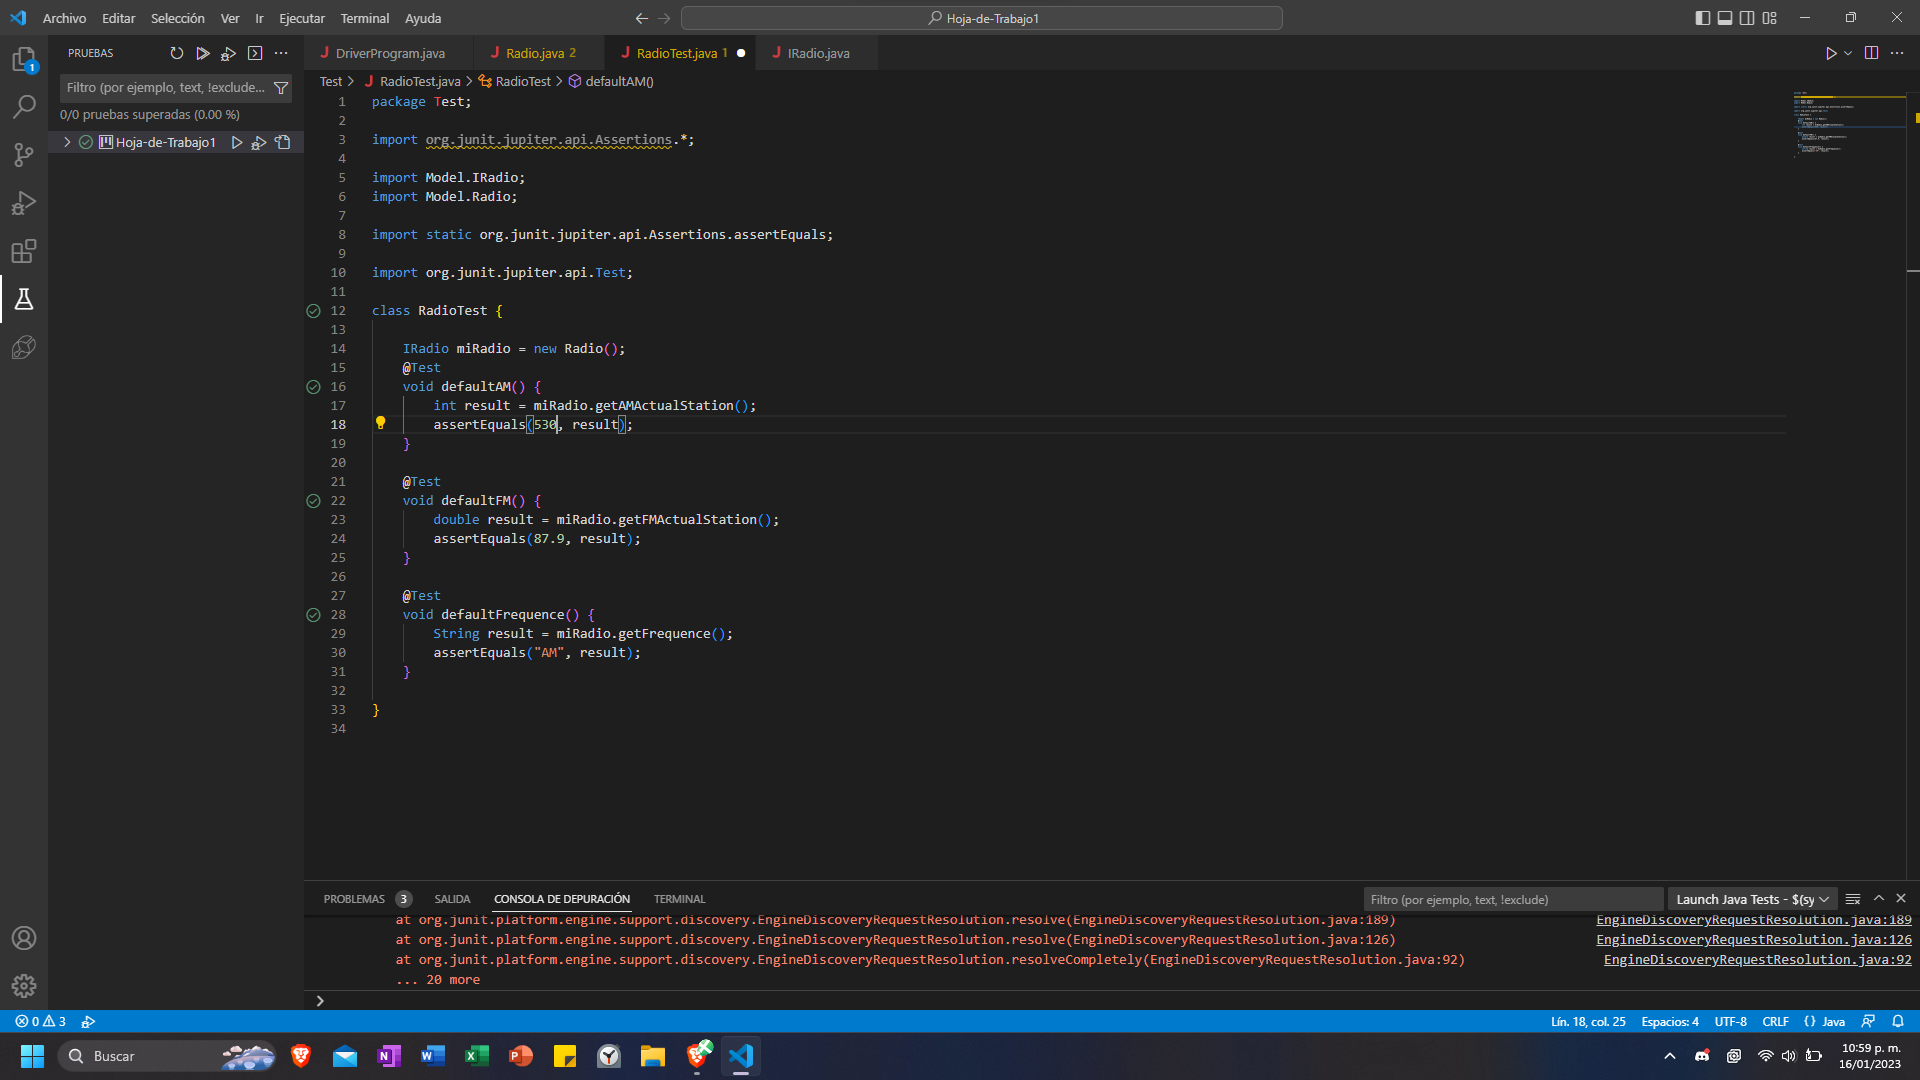 Archivo Editar Selección Ver Ir Ejecutar Terminal Ayuda
Hoja-de-Trabajo1
PRUEBAS
Filtro (por ejemplo, text, !exclude...
0/0 pruebas superadas (0.00 %)
Hoja-de-Trabajo1
1
DriverProgram.java
Radio.java 2
RadioTest.java 1
IRadio.java
Test > RadioTest.java > RadioTest > defaultAM()
1 package Test;
2
3 import org.junit.jupiter.api.Assertions.*;
4
5 import Model.IRadio;
6 import Model.Radio;
7
8 import static org.junit.jupiter.api.Assertions.assertEquals;
9
10 import org.junit.jupiter.api.Test;
11
12 class RadioTest {
13
14 IRadio miRadio = new Radio();
15 @Test
16 void defaultAM() {
17 int result = miRadio.getAMActualStation();
18 assertEquals(530, result);
19 }
20
21 @Test
22 void defaultFM() {
23 double result = miRadio.getFMActualStation();
24 assertEquals(87.9, result);
25 }
26
27 @Test
28 void defaultFrequence() {
29 String result = miRadio.getFrequence();
30 assertEquals("AM", result);
31 }
32
33 }
34
PROBLEMAS 3 SALIDA CONSOLA DE DEPURACIÓN TERMINAL
Filtro (por ejemplo, text, !exclude)
Launch Java Tests - $(sy
at org.junit.platform.engine.support.discovery.EngineDiscoveryRequestResolution.resolve(EngineDiscoveryRequestResolution.java:189) EngineDiscoveryRequestResolution.java:189
at org.junit.platform.engine.support.discovery.EngineDiscoveryRequestResolution.resolve(EngineDiscoveryRequestResolution.java:126) EngineDiscoveryRequestResolution.java:126
at org.junit.platform.engine.support.discovery.EngineDiscoveryRequestResolution.resolveCompletely(EngineDiscoveryRequestResolution.java:92) EngineDiscoveryRequestResolution.java:92
... 20 more
0 3
Lín. 18, col. 25 Espacios: 4 UTF-8 CRLF {} Java
Buscar
10:59 p. m.
16/01/2023